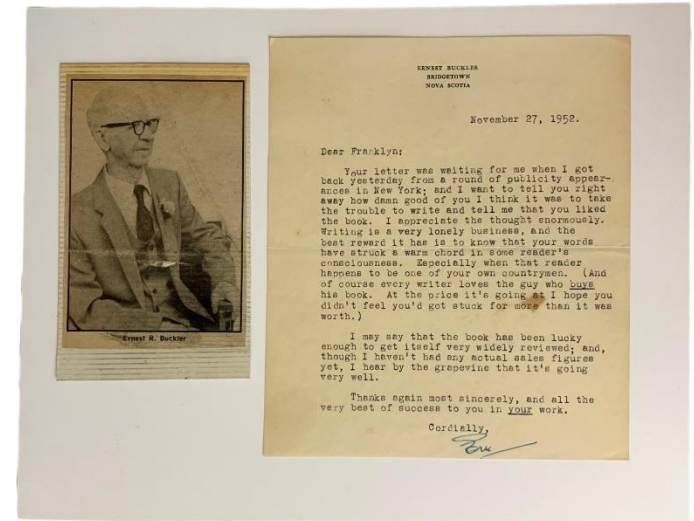 Ernest R. Buckler
ERNEST BUCKLER
BRIDGETOWN
NOVA SCOTIA
November 27, 1952.
Dear Franklyn:
Your letter was waiting for me when I got
back yesterday from a round of publicity appear-
ances in New York; and I want to tell you right
away how damn good of you I think it was to take
the trouble to write and tell me that you liked
the book. I appreciate the thought enormously.
Writing is a very lonely business, and the
best reward it has is to know that your words
have struck a warm chord in some reader's
consciousness. Especially when that reader
happens to be one of your own countrymen. (And
of course every writer loves the guy who buys
his book. At the price it's going at I hope you
didn't feel you'd got stuck for more than it was
worth.)
I may say that the book has been lucky
enough to get itself very widely reviewed; and,
though I haven't had any actual sales figures
yet, I hear by the grapevine that it's going
very well.
Thanks again most sincerely, and all the
very best of success to you in your work.
Cordially,